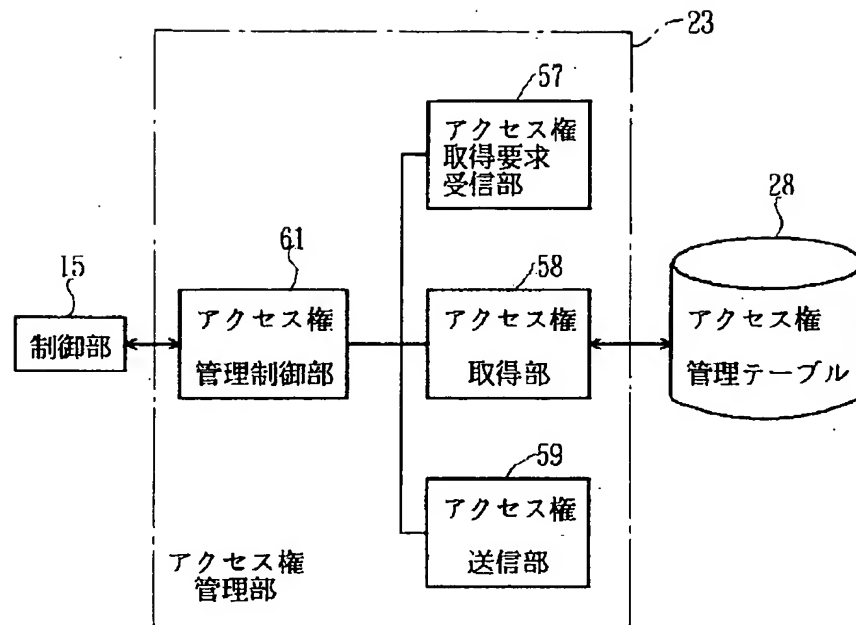 23
57
アクセス権
取得要求
受信部
28
61
58
15
アクセス権
アクセス権
アクセス権
制御部
管理制御部
取得部
管理テーブル
59
アクセス権
送信部
アクセス権
管理部